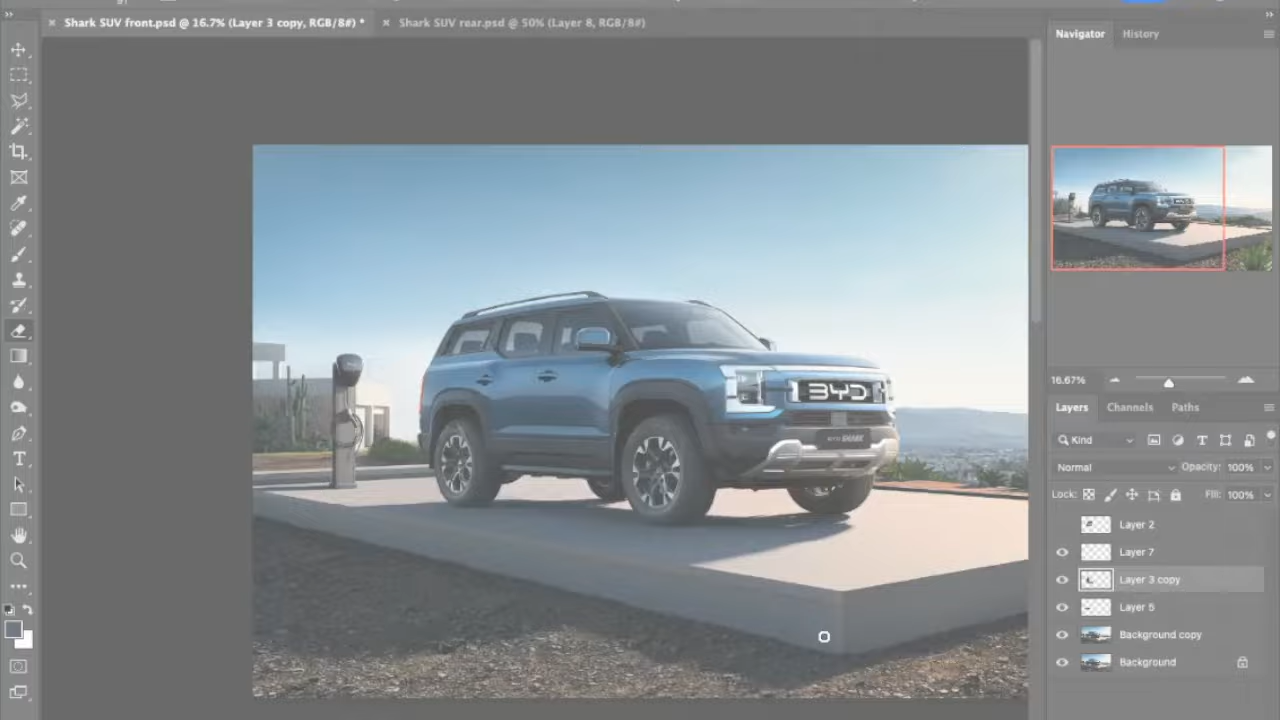 Shark SUV front.psd @ 16.7% (Layer 3 copy, RGB/8#) *
Shark SUV rear.psd @ 50% (Layer 8, RGB/8#)
Navigator
History
BYD
BYD SHARK
16.67%
Layers
Channels
Paths
Kind
Normal
Opacity: 100%
Lock:
Fill: 100%
Layer 2
Layer 7
Layer 3 copy
Layer 5
Background copy
Background